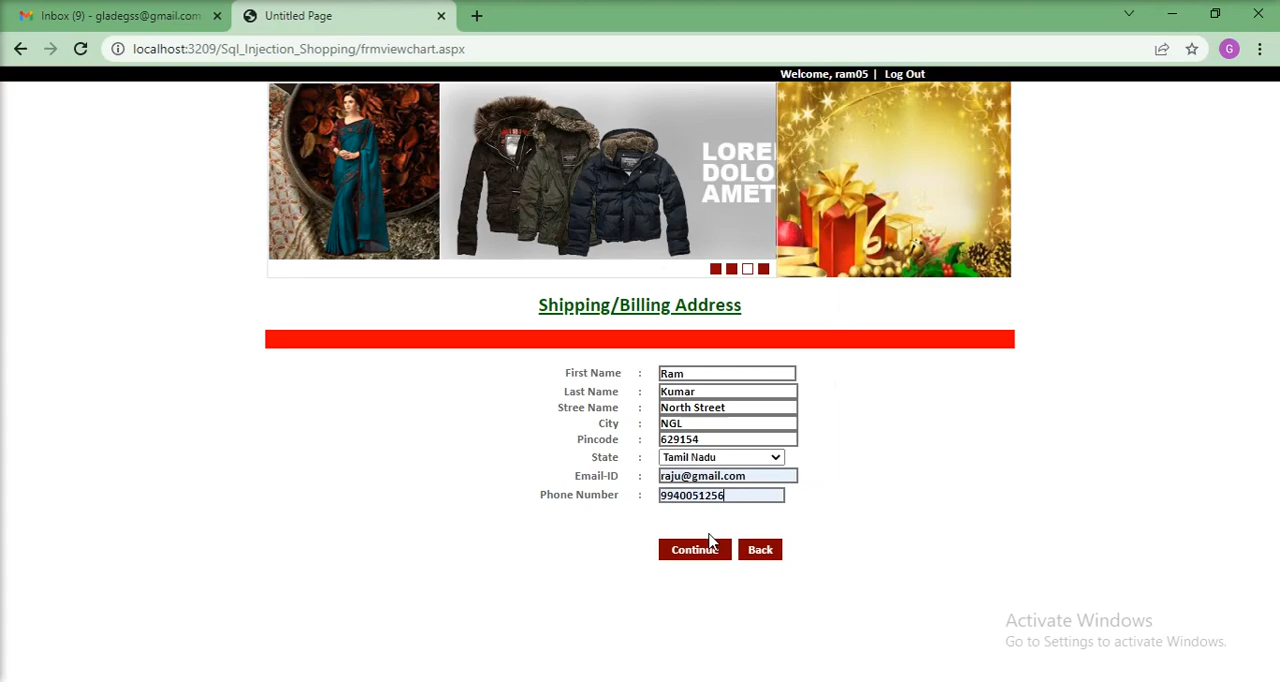 Inbox (9) - gladegss@gmail.com
Untitled Page
localhost:3209/Sql_Injection_Shopping/frmviewchart.aspx
G
Welcome, ram05 | Log Out
LORE
DOLO
AMET
Shipping/Billing Address
First Name : Ram
Last Name : Kumar
Stree Name : North Street
City : NGL
Pincode : 629154
State : Tamil Nadu
Email-ID : raju@gmail.com
Phone Number : 9940051256
Continue Back
Activate Windows
Go to Settings to activate Windows.